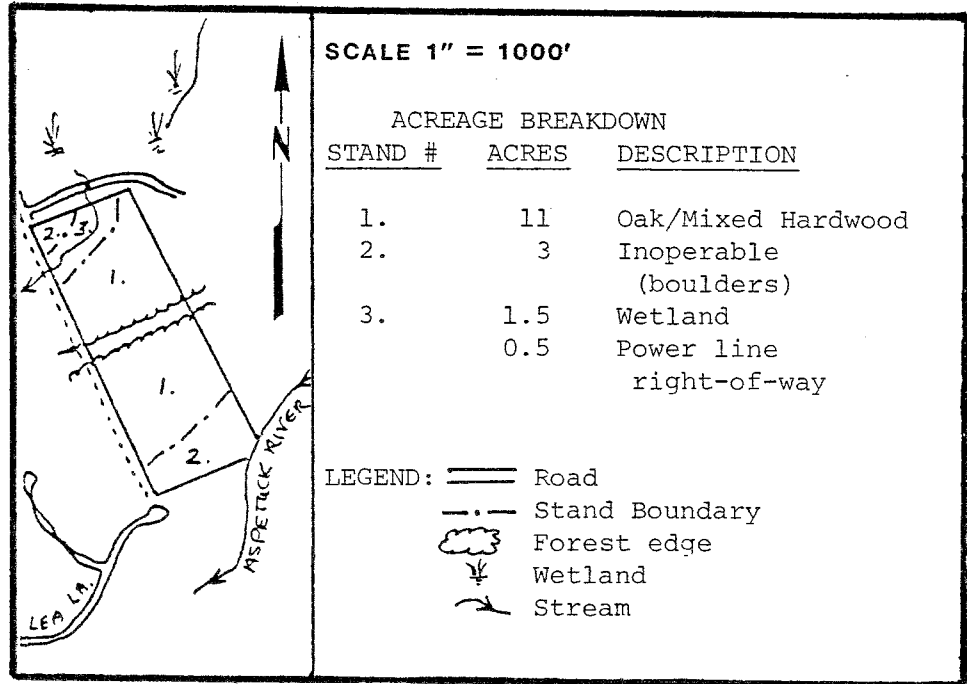 SCALE 1" = 1000'
ACREAGE BREAKDOWN
STAND # ACRES DESCRIPTION
1. 11 Oak/Mixed Hardwood
2. 3 Inoperable
(boulders)
3. 1.5 Wetland
0.5 Power line
right-of-way
LEGEND: Road
Stand Boundary
Forest edge
Wetland
Stream
N
2. 3.
1.
1.
2.
ASPETUCK RIVER
LEA LA.